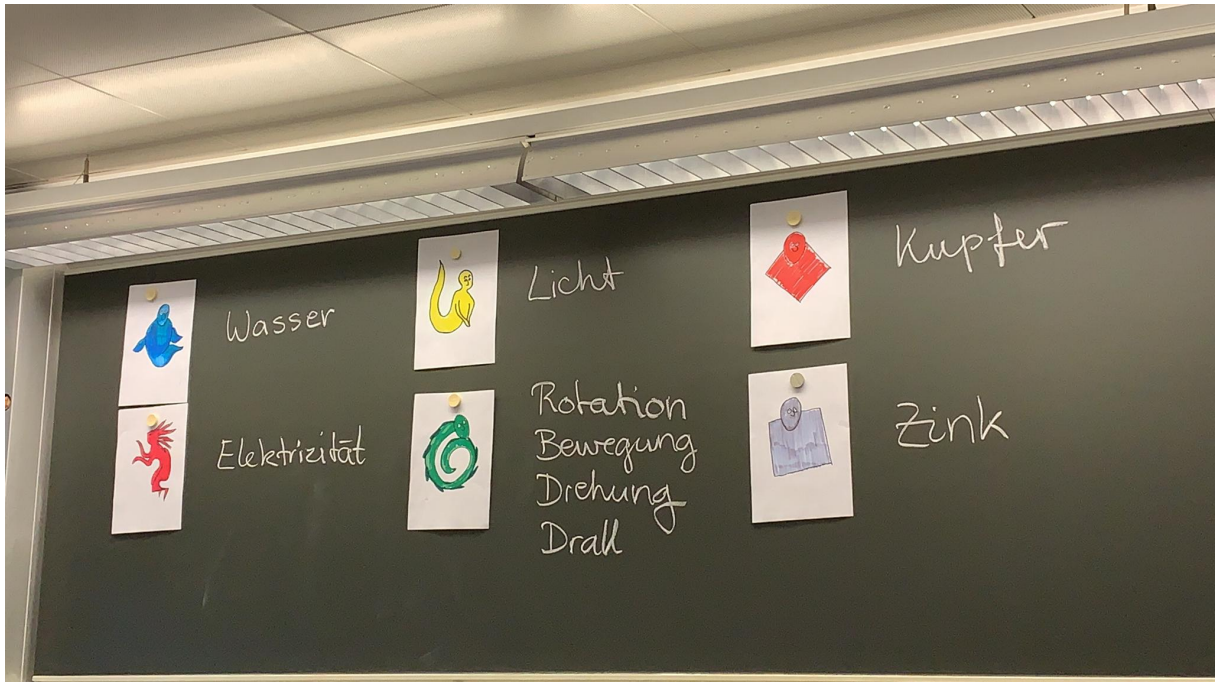 Wasser
Elektrizität
Licht
Rotation
Bewegung
Drehung
Drall
Kupfer
Zink